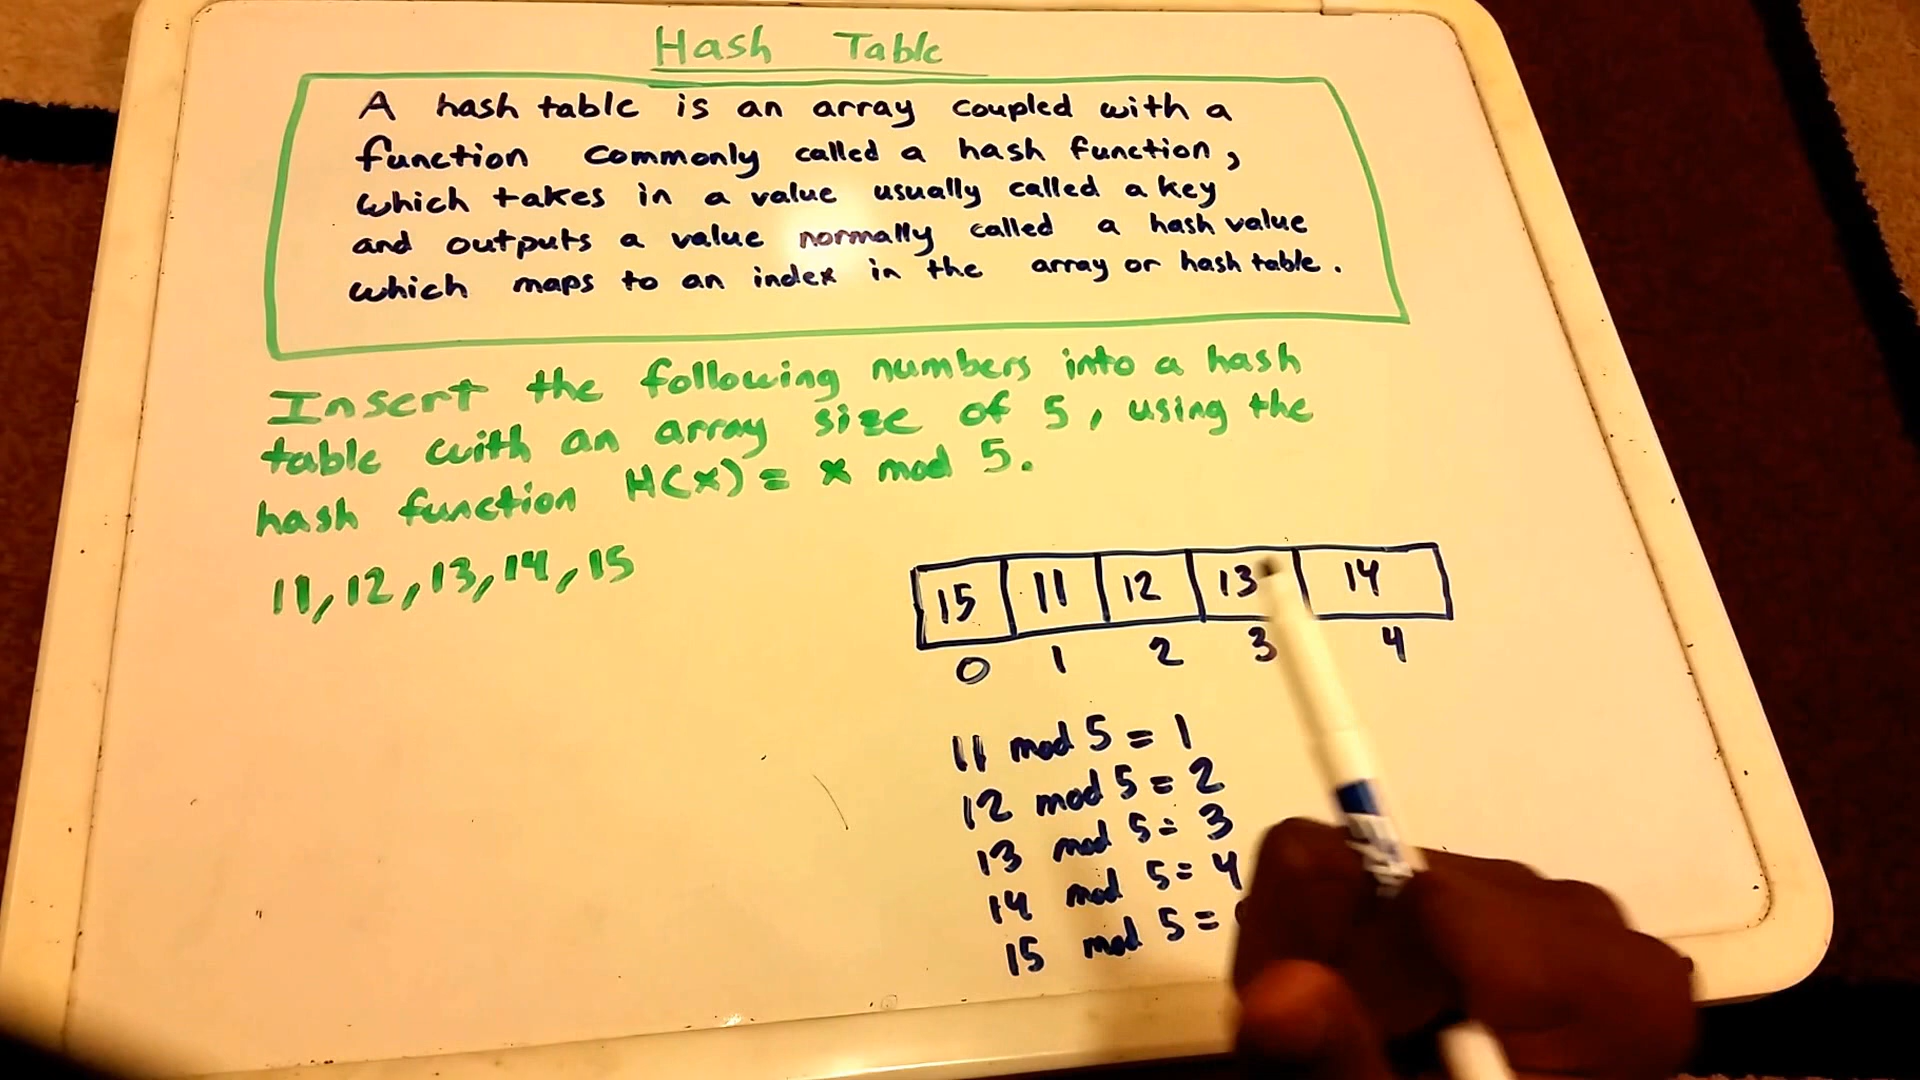 Hash Table
A hash table is an array coupled with a
function commonly called a hash function,
which takes in a value usually called a key
and outputs a value normally called a hash value
which maps to an index in the array or hash table.
Insert the following numbers into a hash
table with an array size of 5, using the
hash function H(x) = x mod 5.
11, 12, 13, 14, 15
15 11 12 13 14
0 1 2 3 4
11 mod 5 = 1
12 mod 5 = 2
13 mod 5 = 3
14 mod 5 = 4
15 mod 5 =